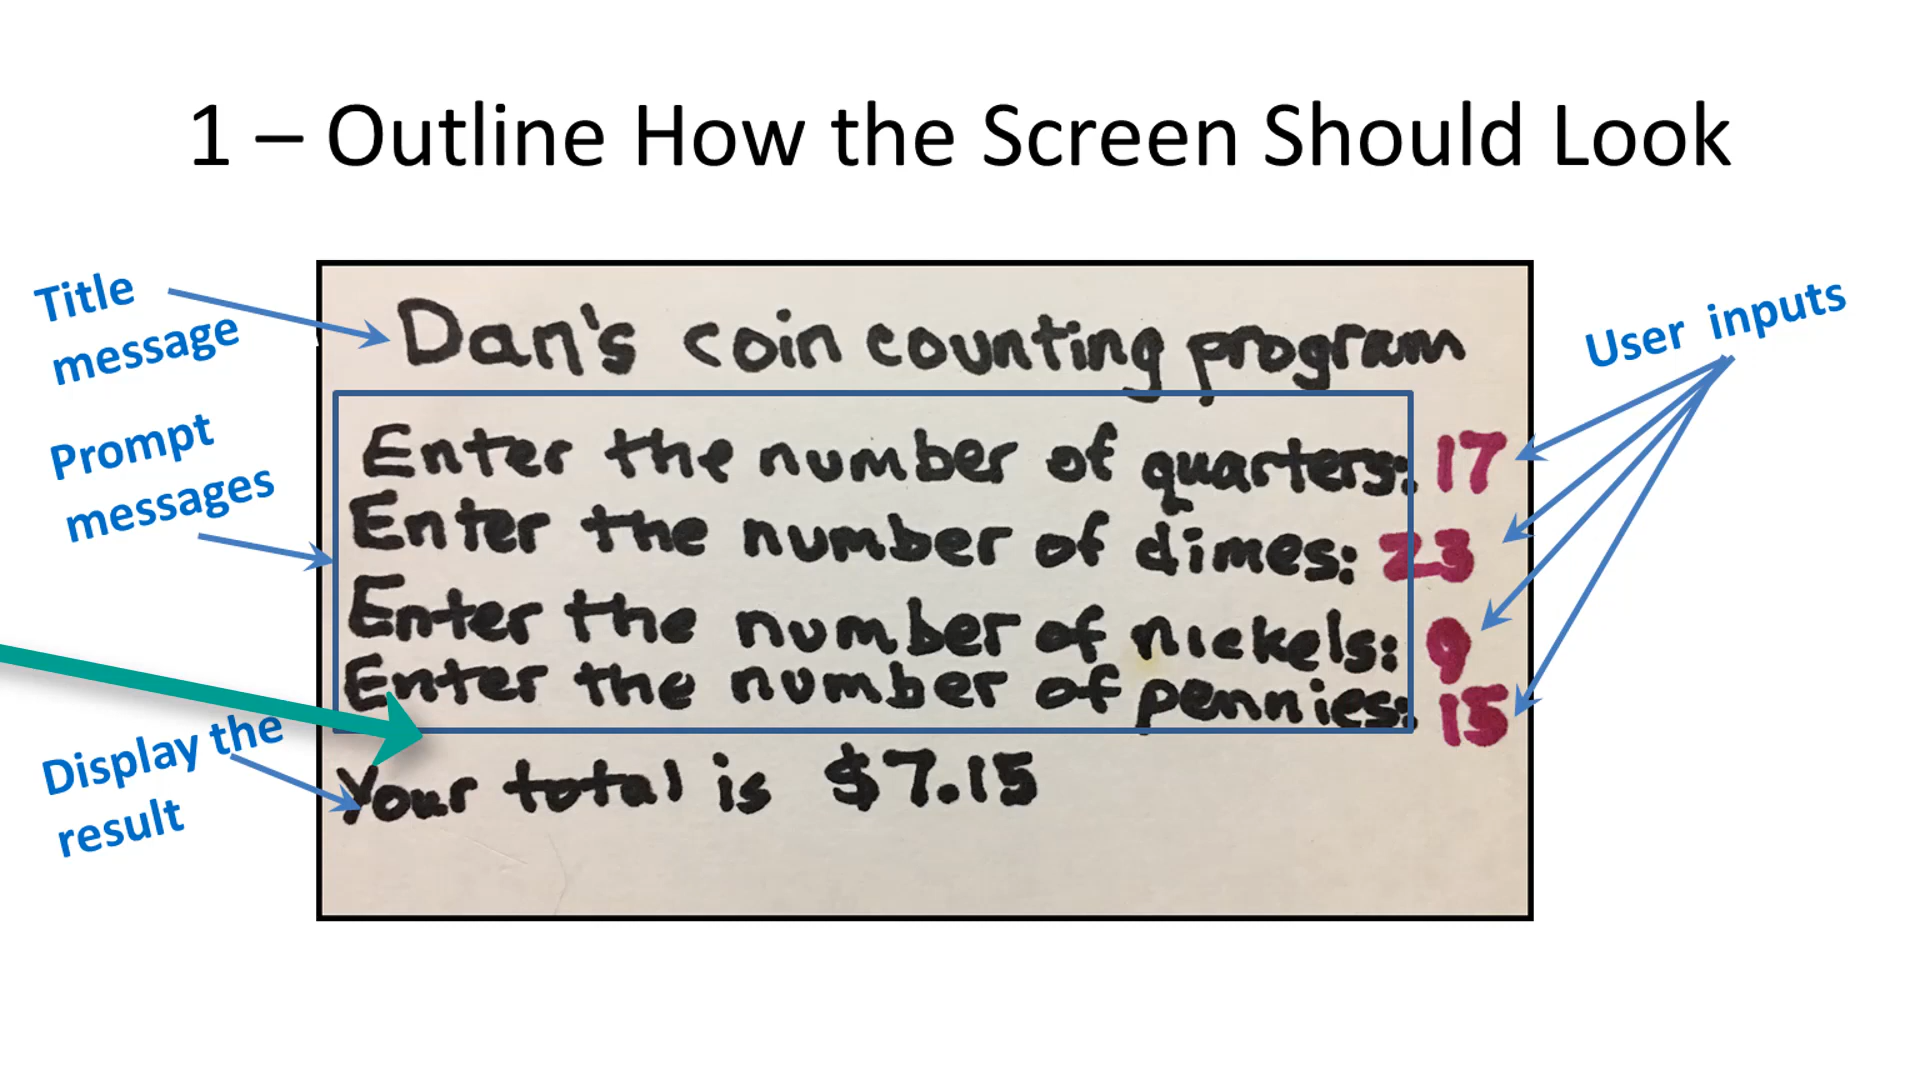 1 – Outline How the Screen Should Look
Title
message
Dan's coin counting program
User inputs
Prompt
messages
Enter the number of quarters: 17
Enter the number of dimes: 23
Enter the number of nickels: 9
Enter the number of pennies: 15
Display the
result
Your total is $7.15